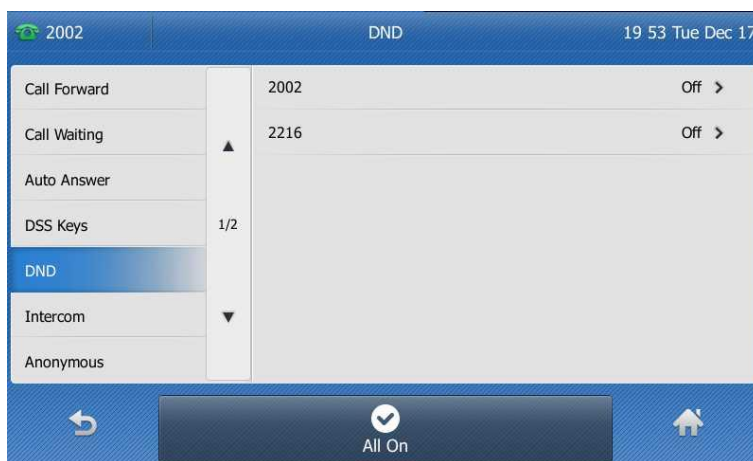 2002 DND 19 53 Tue Dec 17
Call Forward
Call Waiting
Auto Answer
DSS Keys
DND
Intercom
Anonymous
1/2
2002 Off
2216 Off
All On